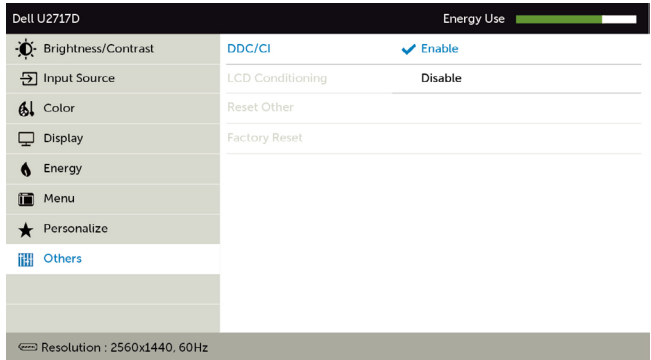 Dell U2717D Energy Use
Brightness/Contrast DDC/CI Enable
Input Source LCD Conditioning Disable
Color Reset Other
Display Factory Reset
Energy
Menu
Personalize
Others
Resolution : 2560x1440, 60Hz